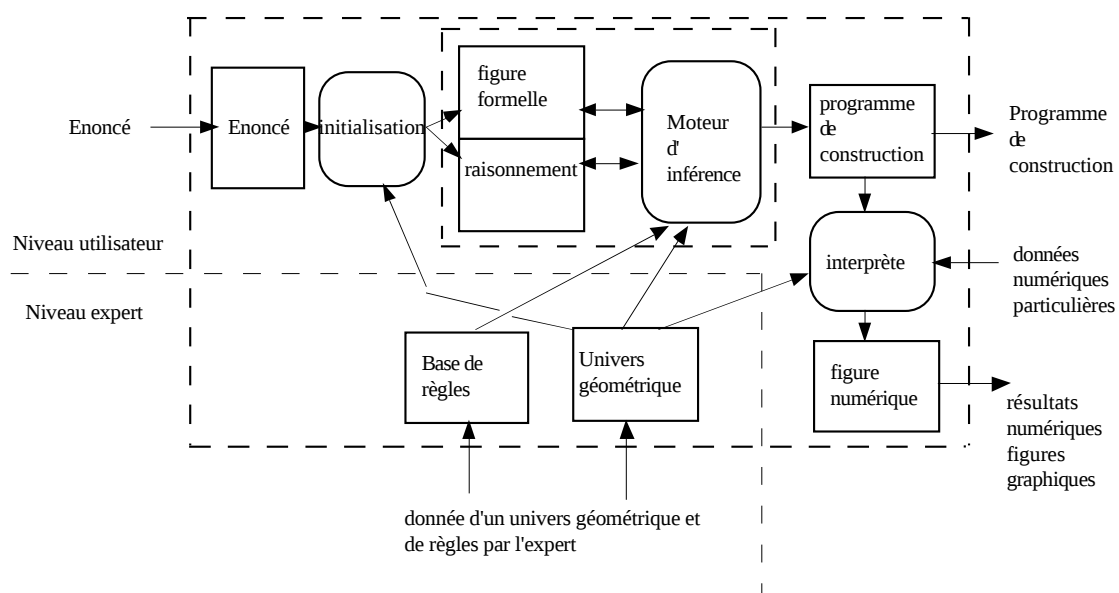 Enoncé
Enoncé
initialisation
figure
formelle
raisonnement
Moteur
d'
inférence
programme
de
construction
Programme
de
construction
Niveau utilisateur
interprète
données
numériques
particulières
Niveau expert
Base de
règles
Univers
géométrique
figure
numérique
résultats
numériques
figures
graphiques
donnée d'un univers géométrique et
de règles par l'expert